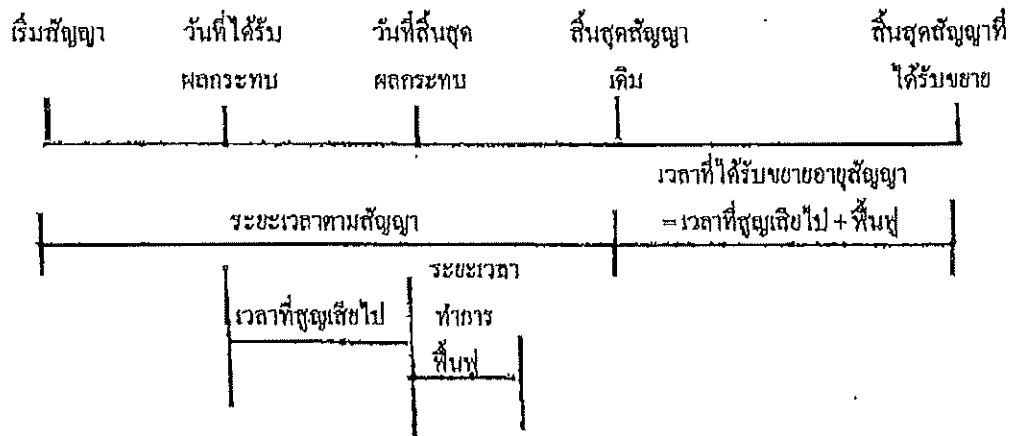 เริ่มสัญญา วันที่ได้รับ วันที่สิ้นสุด สิ้นสุดสัญญา สิ้นสุดสัญญาที่
ผลกระทบ ผลกระทบ เดิม ได้รับขยาย
เวลาที่ได้รับขยายอายุสัญญา
ระยะเวลาตามสัญญา =เวลาที่สูญเสียไป + ฟื้นฟู
ระยะเวลา
เวลาที่สูญเสียไป ทำการ
ฟื้นฟู